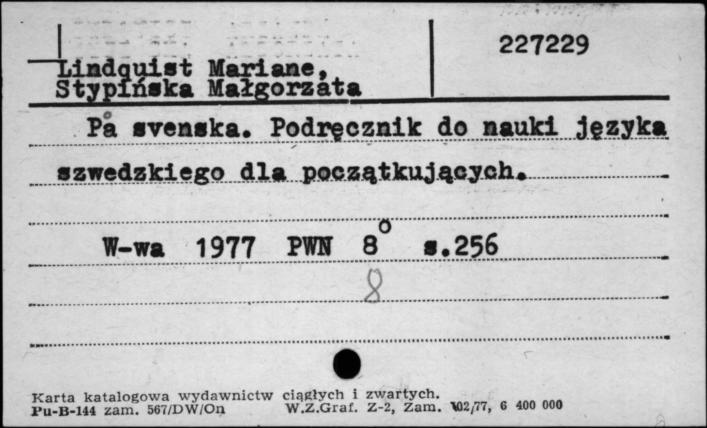 227229
Lindquist Mariane,
Stypińska Małgorzata
På svenska. Podręcznik do nauki języka
szwedzkiego dla początkujących.
W-wa 1977 PWN 8° s.256
8
Karta katalogowa wydawnictw ciągłych i zwartych.
Pu-B-144 zam. 567/DW/On W.Z.Graf. Z-2, Zam. 102/77, 6 400 000